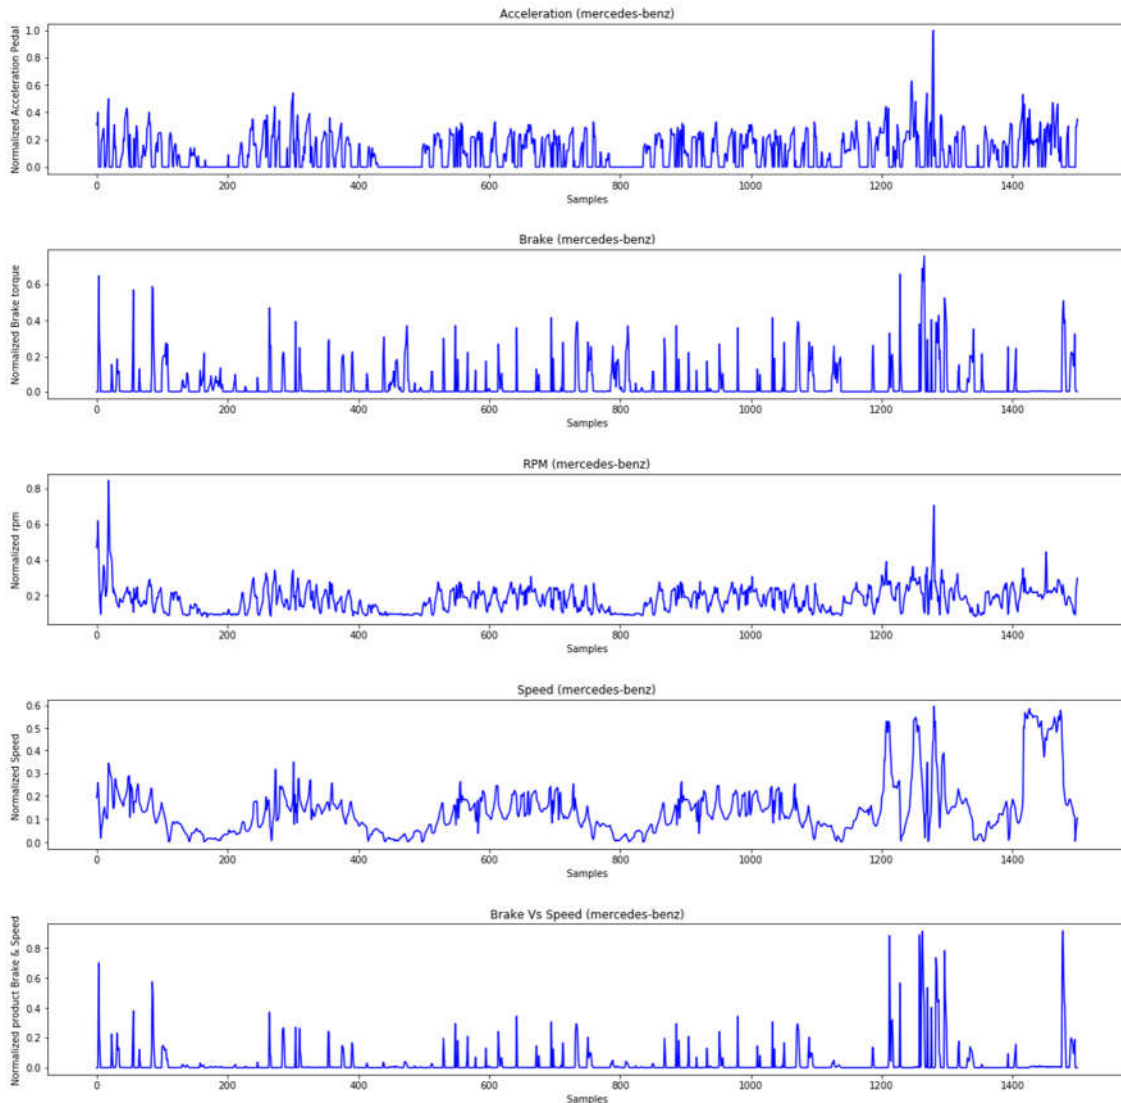 Acceleration (mercedes-benz)
Normalized Acceleration Pedal
1.0
0.8
0.6
0.4
0.2
0.0
0 200 400 600 800 1000 1200 1400
Samples
Brake (mercedes-benz)
Normalized Brake torque
0.6
0.4
0.2
0.0
0 200 400 600 800 1000 1200 1400
Samples
RPM (mercedes-benz)
Normalized rpm
0.8
0.6
0.4
0.2
0 200 400 600 800 1000 1200 1400
Samples
Speed (mercedes-benz)
Normalized Speed
0.6
0.5
0.4
0.3
0.2
0.1
0.0
0 200 400 600 800 1000 1200 1400
Samples
Brake Vs Speed (mercedes-benz)
Normalized product Brake & Speed
0.8
0.6
0.4
0.2
0.0
0 200 400 600 800 1000 1200 1400
Samples